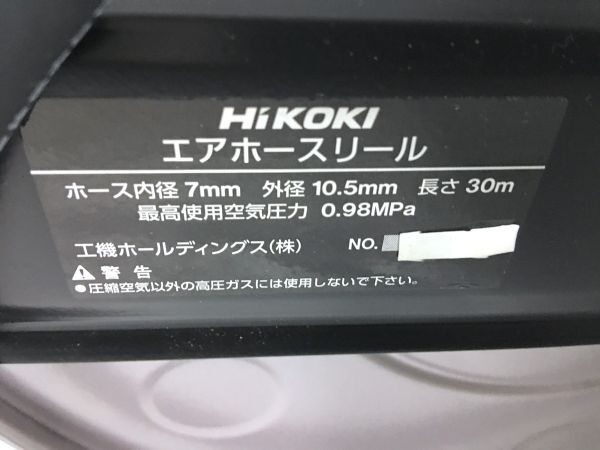 HiKOKI
エアホースリール
ホース内径 7mm 外径 10.5mm 長さ 30m
最高使用空気圧力 0.98MPa
工機ホールディングス(株) NO.
警告
●圧縮空気以外の高圧ガスには使用しないで下さい。